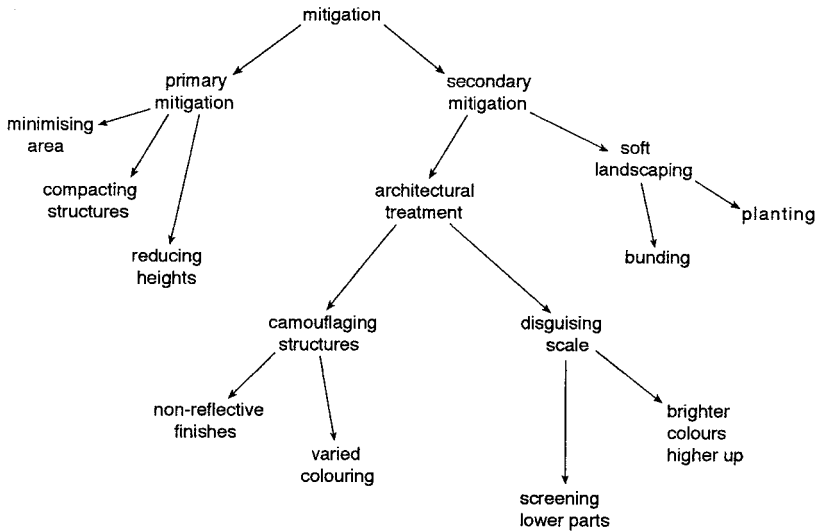 mitigation
primary
mitigation
secondary
mitigation
minimising
area
compacting
structures
reducing
heights
architectural
treatment
soft
landscaping
planting
bunding
camouflaging
structures
disguising
scale
non-reflective
finishes
varied
colouring
brighter
colours
higher up
screening
lower parts